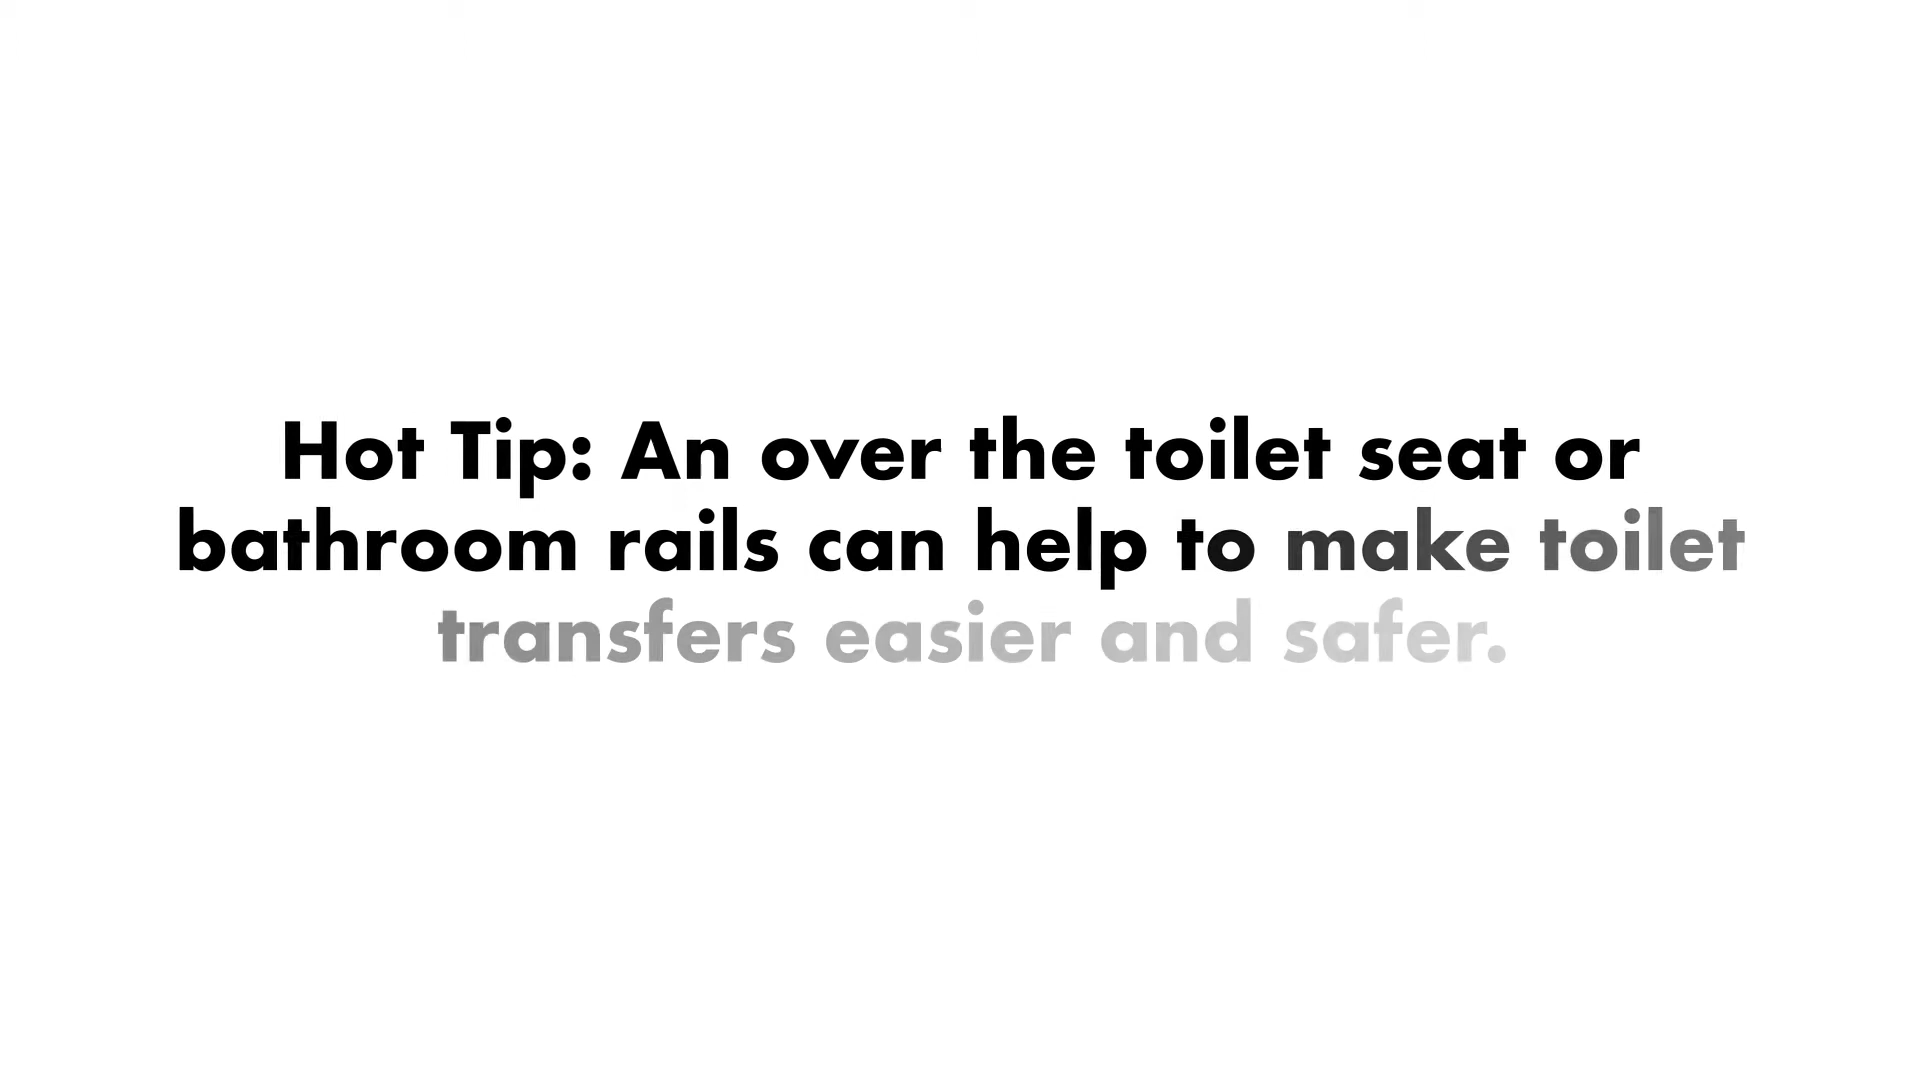 Hot Tip: An over the toilet seat or
bathroom rails can help to make toilet
transfers easier and safer.